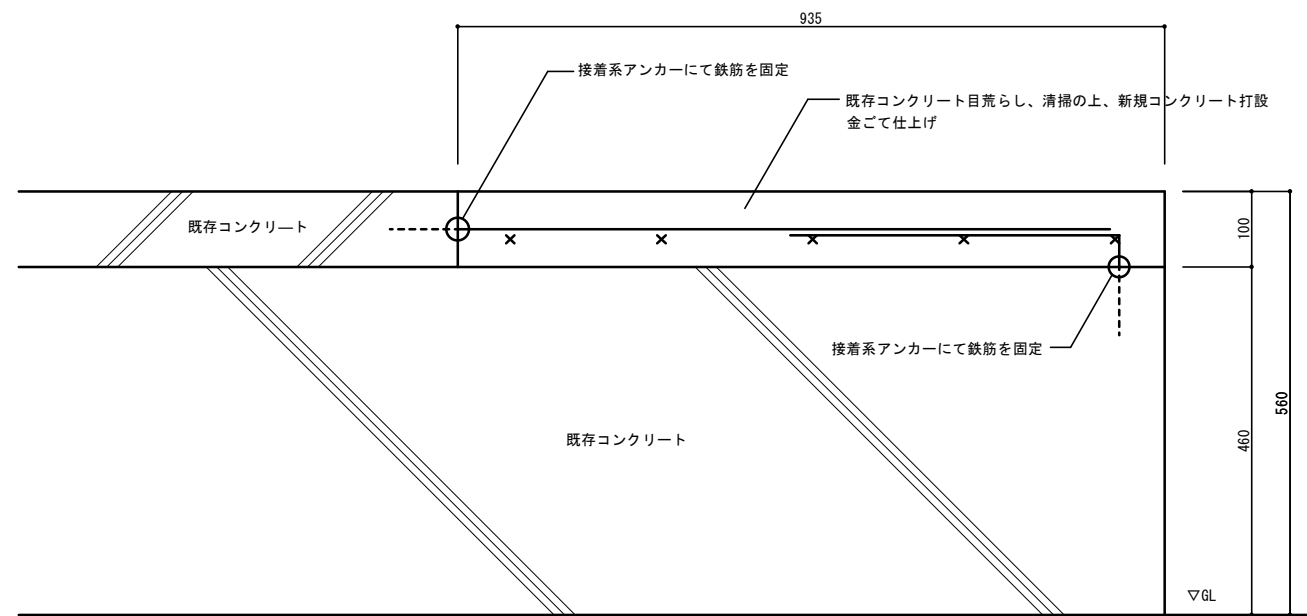 935
接着系アンカーにて鉄筋を固定
既存コンクリート目荒らし、清掃の上、新規コンクリート打設
金ごて仕上げ
既存コンクリート
100
接着系アンカーにて鉄筋を固定
560
既存コンクリート
460
▽GL